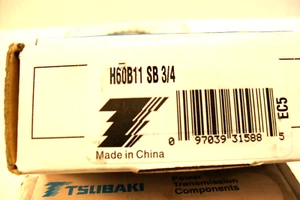 H60B11 SB 3/4
EC5
0 97039 31588 5
Made in China
TSUBAKI
Power
Transmission
Components